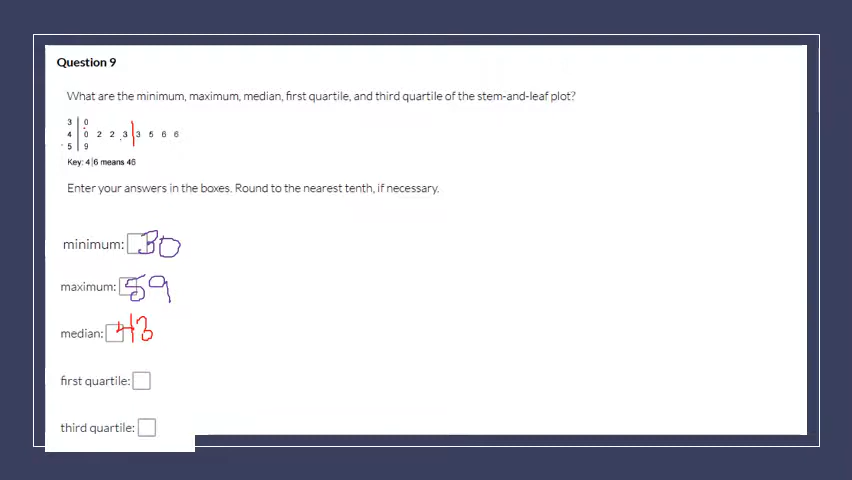 Question 9
What are the minimum, maximum, median, first quartile, and third quartile of the stem-and-leaf plot?
3 | 0
4 | 0 2 2 3 3 5 6 6
5 | 9
Key: 4|6 means 46
Enter your answers in the boxes. Round to the nearest tenth, if necessary.
minimum: 30
maximum: 59
median: 43
first quartile:
third quartile: